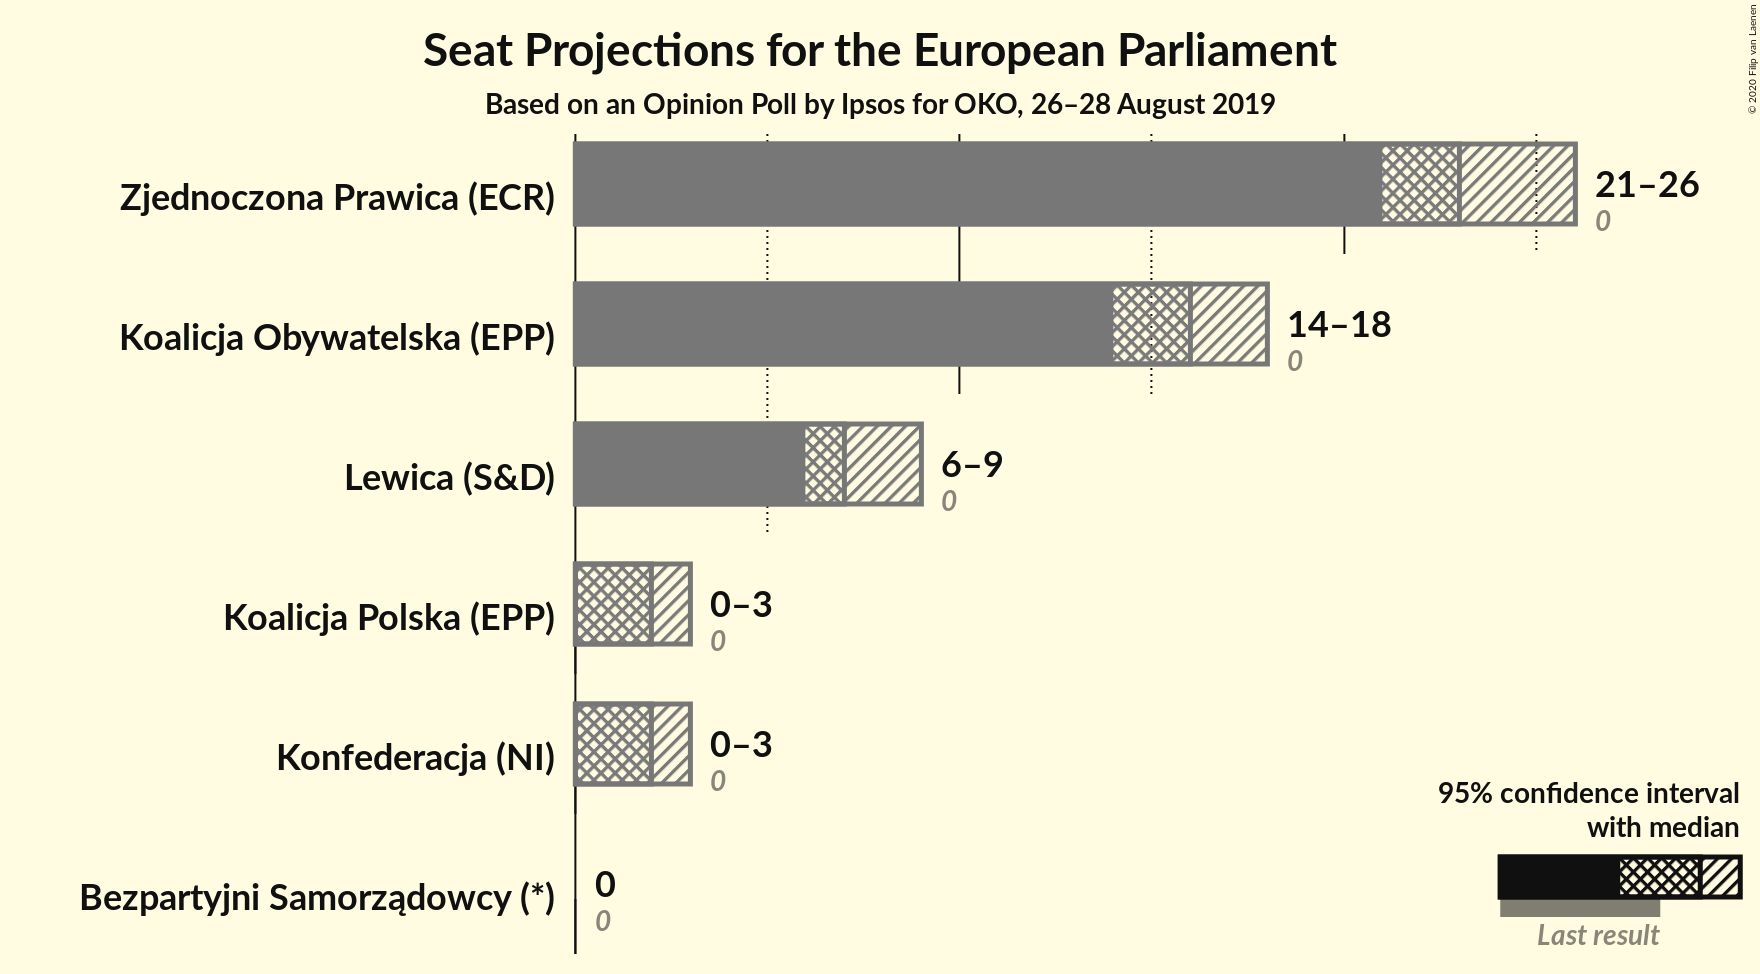 Seat Projections for the European Parliament
Based on an Opinion Poll by Ipsos for OKO, 26–28 August 2019
© 2020 Filip van Laenen
Zjednoczona Prawica (ECR)
21–26
0
Koalicja Obywatelska (EPP)
14–18
0
Lewica (S&D)
6–9
0
Koalicja Polska (EPP)
0–3
0
Konfederacja (NI)
0–3
0
Bezpartyjni Samorządowcy (*)
0
0
95% confidence interval
with median
Last result